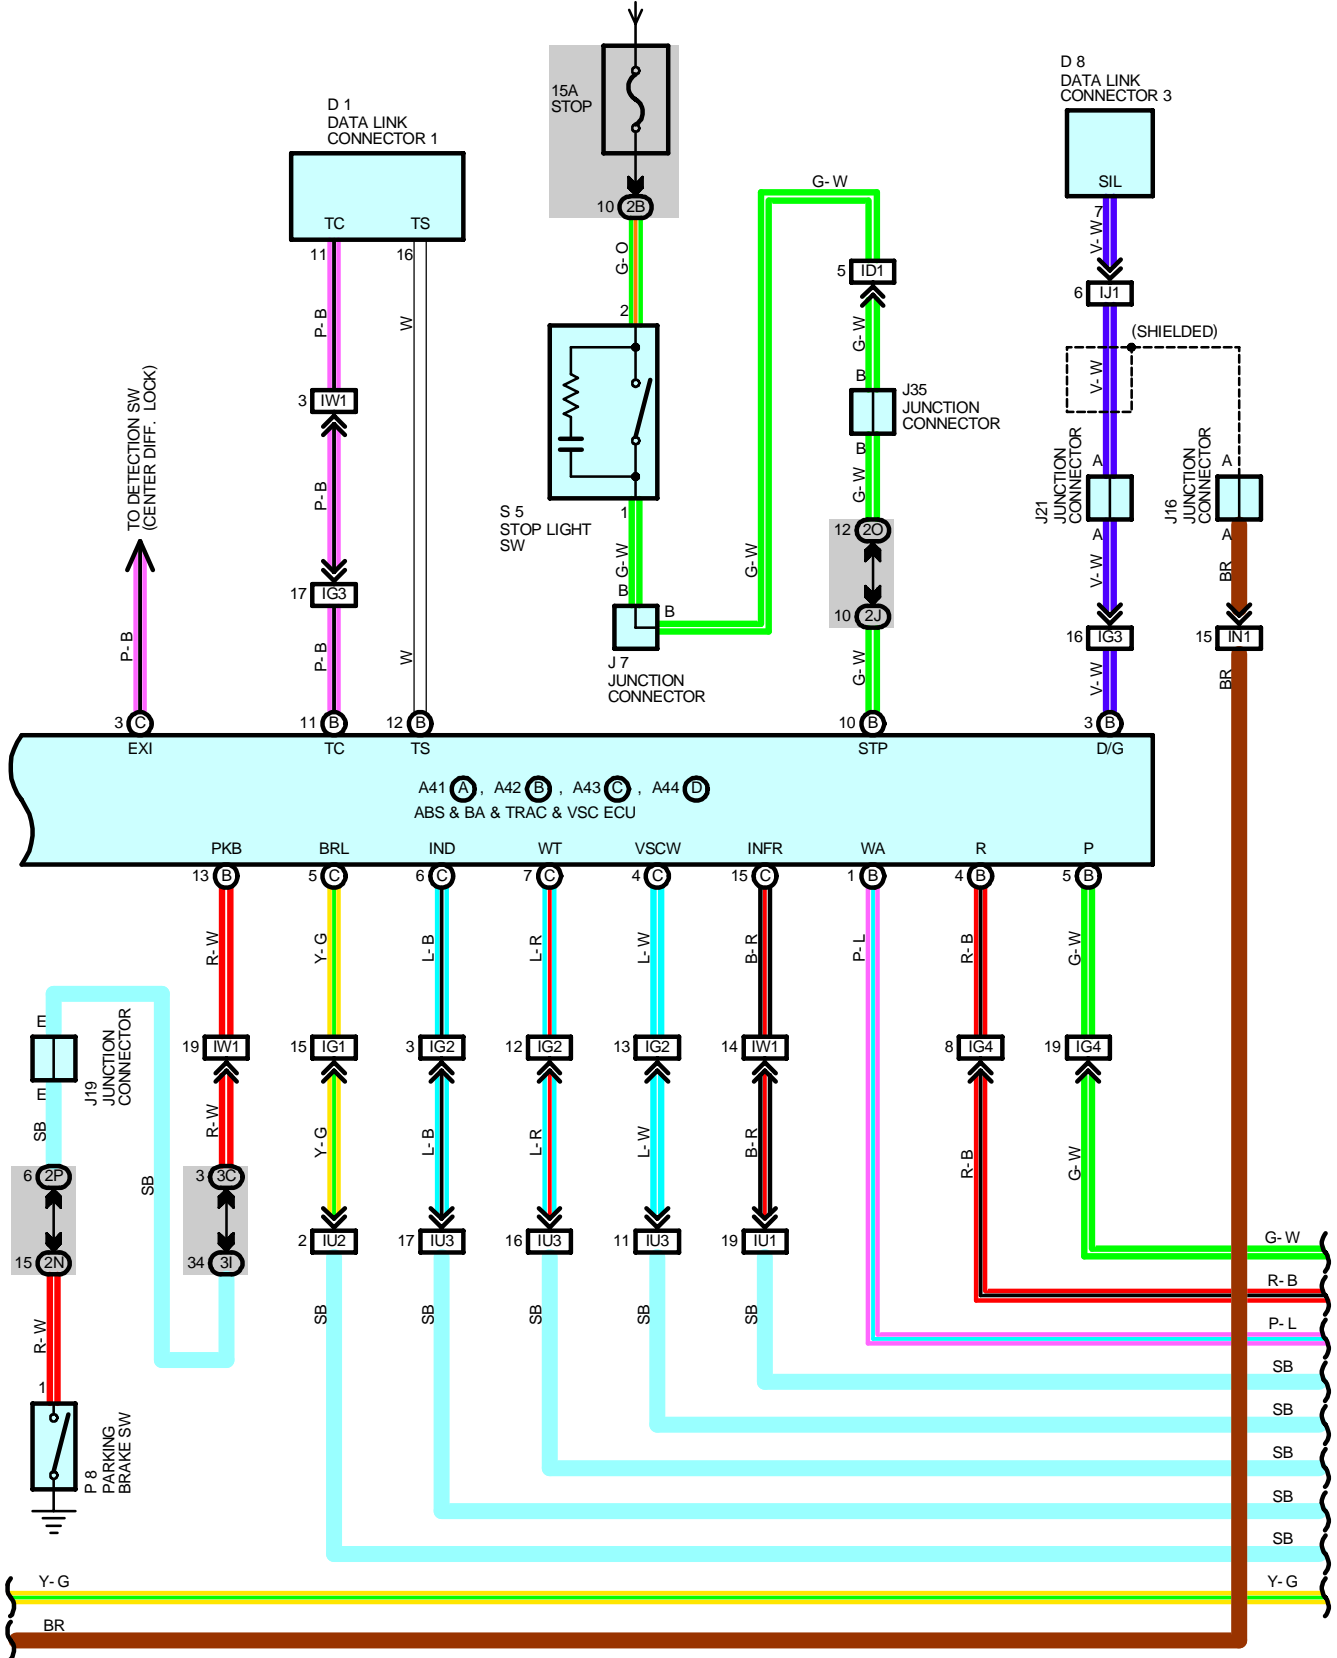 D 8
DATA LINK
CONNECTOR 3
15A
STOP
D 1
DATA LINK
CONNECTOR 1
SIL
G- W
10 2B
7
TC TS
11 16
V- W
G- O
5 ID1
6 IJ1
2
P- B
W
G- W
(SHIELDED)
V- W
B
J35
JUNCTION
CONNECTOR
3 IW1
B
TO DETECTION SW
(CENTER DIFF. LOCK)
P- B
G- W
J21
JUNCTION
CONNECTOR
A
A
J16
JUNCTION
CONNECTOR
A
A
S 5
STOP LIGHT
SW
1
12 2O
G- W
G- W
V- W
BR
17 IG3
B
B
10 2J
16 IG3
15 IN1
P- B
P- B
W
J 7
JUNCTION
CONNECTOR
G- W
V- W
BR
3 C
11 B
12 B
10 B
3 B
EXI TC TS STP D/G
A41 A , A42 B , A43 C , A44 D
ABS & BA & TRAC & VSC ECU
PKB BRL IND WT VSCW INFR WA R P
13 B
5 C
6 C
7 C
4 C
15 C
1 B
4 B
5 B
R- W
Y- G
L- B
L- R
L- W
B- R
P- L
R- B
G- W
E
E
J19
JUNCTION
CONNECTOR
19 IW1
15 IG1
3 IG2
12 IG2
13 IG2
14 IW1
8 IG4
19 IG4
SB
R- W
Y- G
L- B
L- R
L- W
B- R
R- B
G- W
6 2P
SB
3 3C
15 2N
34 3I
2 IU2
17 IU3
16 IU3
11 IU3
19 IU1
G- W
R- B
R- W
SB
SB
SB
SB
SB
P- L
SB
1
SB
P 8
PARKING
BRAKE SW
SB
SB
SB
Y- G
Y- G
BR